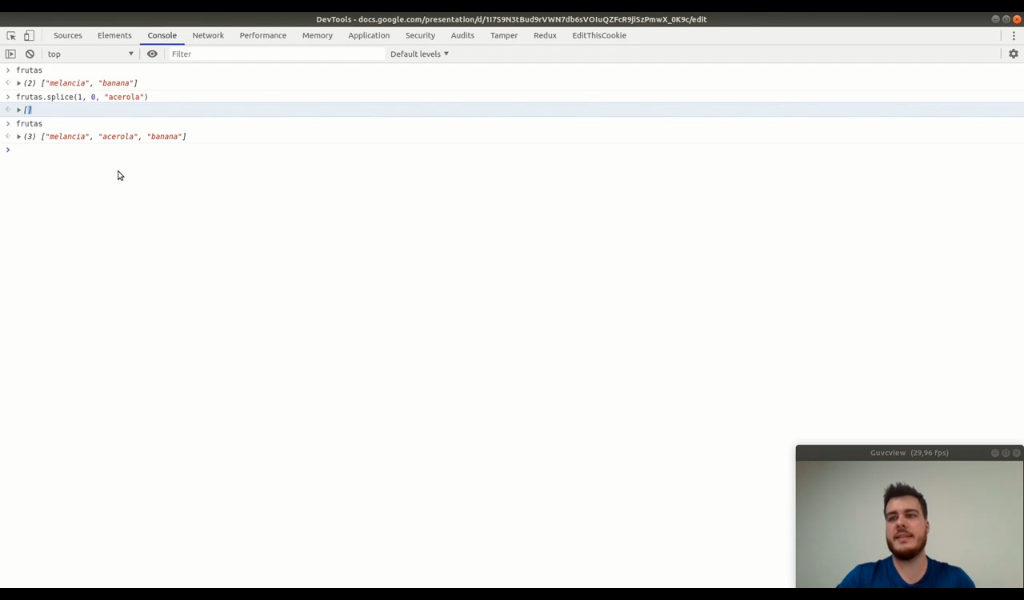 DevTools - docs.google.com/presentation/d/1I7S9N3tBud9rVWN7db6sVOIuQZFcR9jiSzPmwX_0K9c/edit
Sources Elements Console Network Performance Memory Application Security Audits Tamper Redux EditThisCookie
top Filter Default levels
> frutas
(2) ["melancia", "banana"]
> frutas.splice(1, 0, "acerola")
[]
> frutas
(3) ["melancia", "acerola", "banana"]
>
Guvcview (29,96 fps)